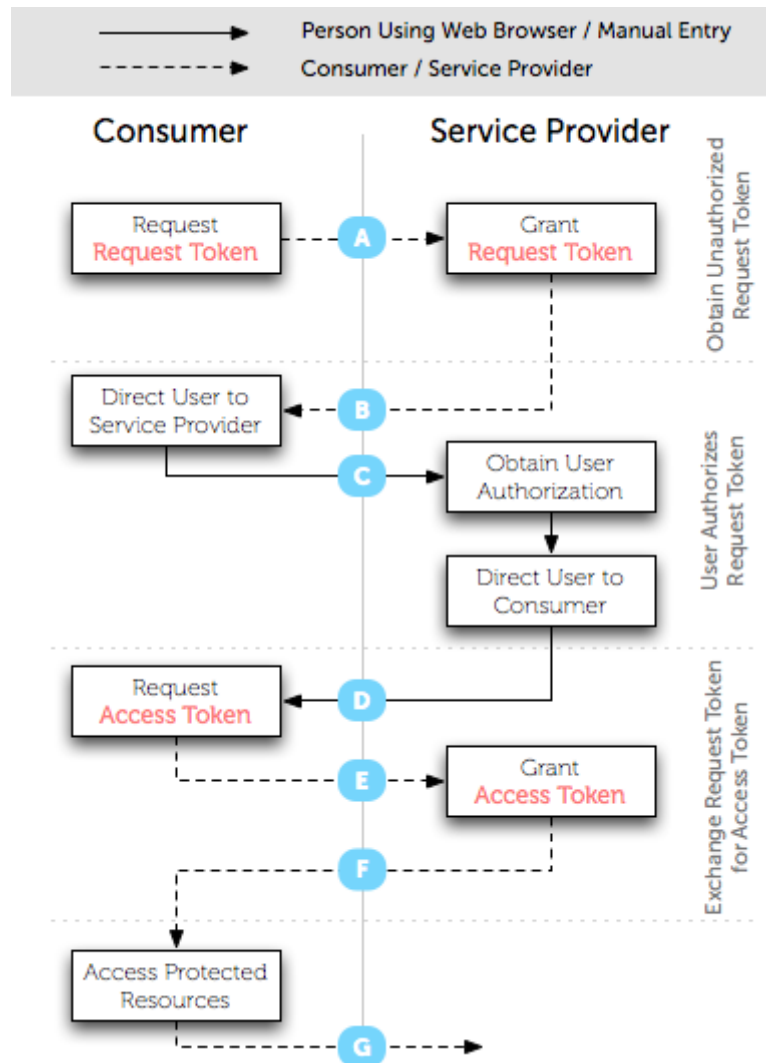 Person Using Web Browser / Manual Entry
Consumer / Service Provider
Consumer
Service Provider
Obtain Unauthorized
Request Token
Request
Request Token
A
Grant
Request Token
Direct User to
Service Provider
B
C
Obtain User
Authorization
User Authorizes
Request Token
Direct User to
Consumer
Request
Access Token
D
Exchange Request Token
for Access Token
E
Grant
Access Token
F
Access Protected
Resources
G